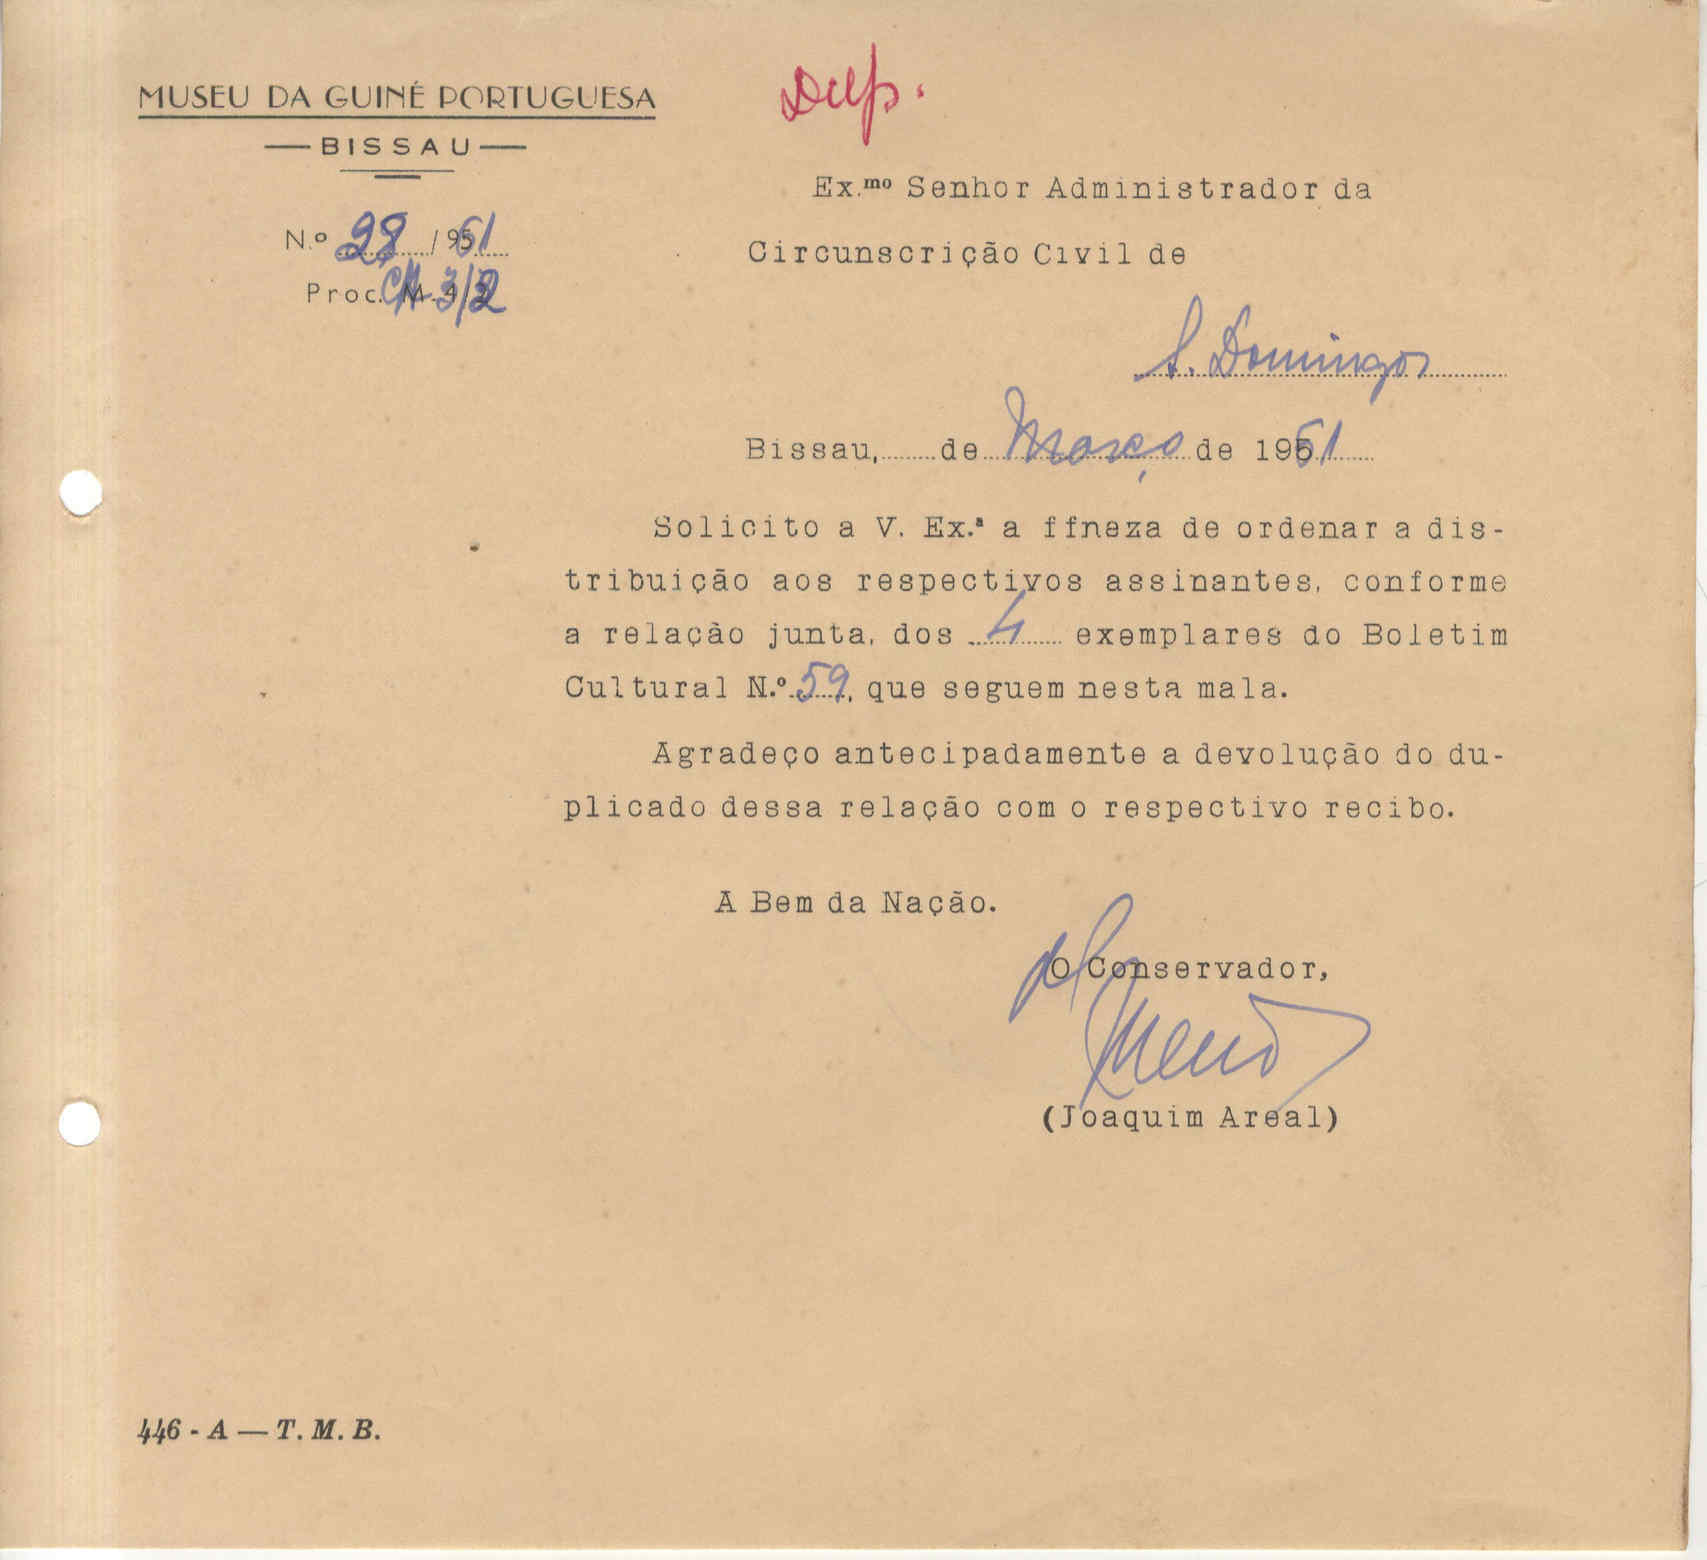 MUSEU DA GUINÉ PORTUGUESA
BISSAU
Dup.
N.º 28 /961
Proc. 3/2
Ex.mo Senhor Administrador da
Circunscrição Civil de
S. Domingos
Bissau, de Março de 1961
Solicito a V. Ex.ª a ffneza de ordenar a dis-
tribuição aos respectivos assinantes, conforme
a relação junta, dos 4 exemplares do Boletim
Cultural N.º 59, que seguem nesta mala.
Agradeço antecipadamente a devolução do du-
plicado dessa relação com o respectivo recibo.
A Bem da Nação.
O Conservador,
(Joaquim Areal)
446 - A — T. M. B.